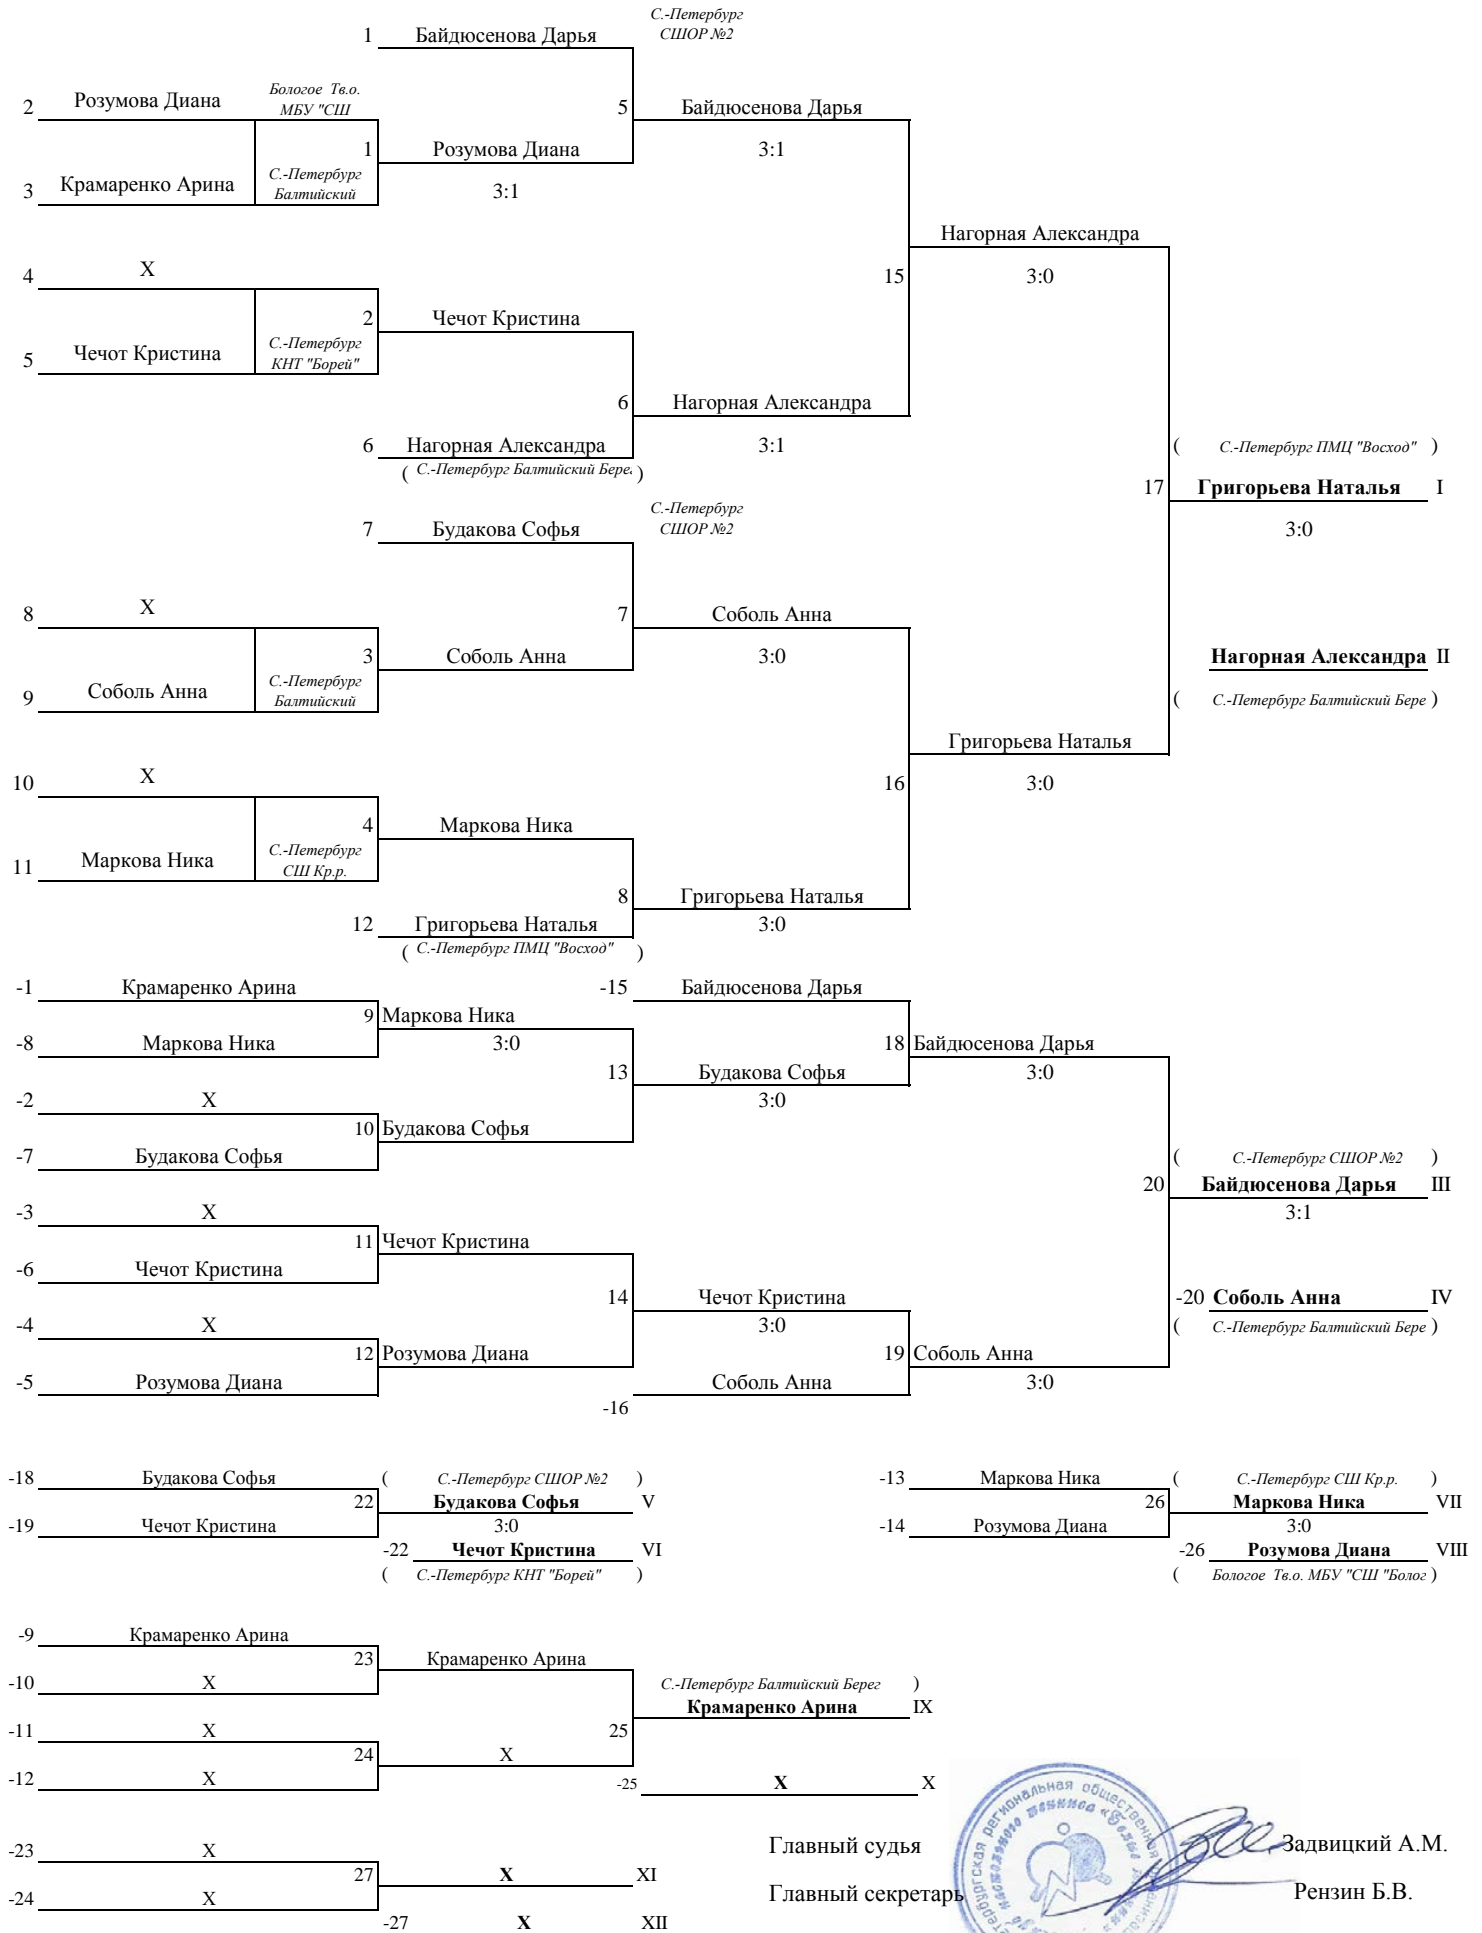 С.-Петербург
СШОР №2
1 Байдюсенова Дарья
2 Розумова Диана
Бологое Тв.о.
МБУ "СШ
5 Байдюсенова Дарья
3:1
1 Розумова Диана
3:1
3 Крамаренко Арина
С.-Петербург
Балтийский
Нагорная Александра
15 3:0
4 X
2 Чечот Кристина
5 Чечот Кристина
С.-Петербург
КНТ "Борей"
6 Нагорная Александра
3:1
6 Нагорная Александра
( С.-Петербург Балтийский Берег )
( С.-Петербург ПМЦ "Восход" )
17 Григорьева Наталья I
3:0
С.-Петербург
СШОР №2
7 Будакова Софья
8 X
7 Соболь Анна
3:0
3 Соболь Анна
9 Соболь Анна
С.-Петербург
Балтийский
Нагорная Александра II
( С.-Петербург Балтийский Бере )
Григорьева Наталья
16 3:0
10 X
4 Маркова Ника
11 Маркова Ника
С.-Петербург
СШ Кр.р.
8 Григорьева Наталья
3:0
12 Григорьева Наталья
( С.-Петербург ПМЦ "Восход" )
-1 Крамаренко Арина
-15 Байдюсенова Дарья
9 Маркова Ника
3:0
-8 Маркова Ника
18 Байдюсенова Дарья
3:0
13 Будакова Софья
3:0
-2 X
10 Будакова Софья
-7 Будакова Софья
( С.-Петербург СШОР №2 )
20 Байдюсенова Дарья III
3:1
-3 X
11 Чечот Кристина
-6 Чечот Кристина
14 Чечот Кристина
3:0
-20 Соболь Анна IV
( С.-Петербург Балтийский Бере )
-4 X
12 Розумова Диана
19 Соболь Анна
3:0
-5 Розумова Диана
Соболь Анна
-16
-18 Будакова Софья ( С.-Петербург СШОР №2 )
22 Будакова Софья V
-19 Чечот Кристина 3:0
-22 Чечот Кристина VI
( С.-Петербург КНТ "Борей" )
-13 Маркова Ника ( С.-Петербург СШ Кр.р. )
26 Маркова Ника VII
-14 Розумова Диана 3:0
-26 Розумова Диана VIII
( Бологое Тв.о. МБУ "СШ "Болог )
-9 Крамаренко Арина
23 Крамаренко Арина
-10 X
С.-Петербург Балтийский Берег )
Крамаренко Арина IX
-11 X
25
24 X
-12 X
-25 X X
-23 X
27 X XI
-24 X
-27 X XII
Главный судья Задвицкий А.М.
Главный секретарь Рензин Б.В.
региональная общественная